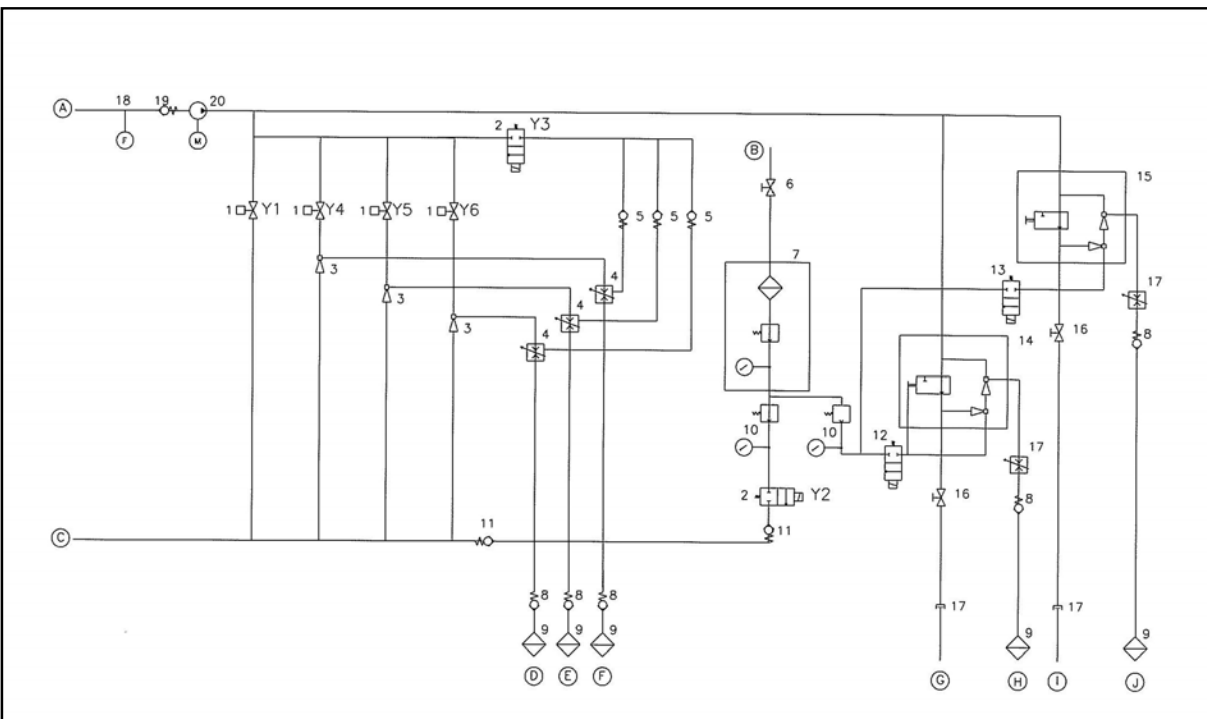 A 18 19 20
F M
2 Y3
B
6
15
1 Y1 1 Y4 1 Y5 1 Y6 5 5 5
7
3 4 13 17
3 4
3 4 14 16 8
10 10 12 17
2 Y2 16 8
C 11 11
8 8 8 17 17
9 9 9 9 9
D E F G H I J